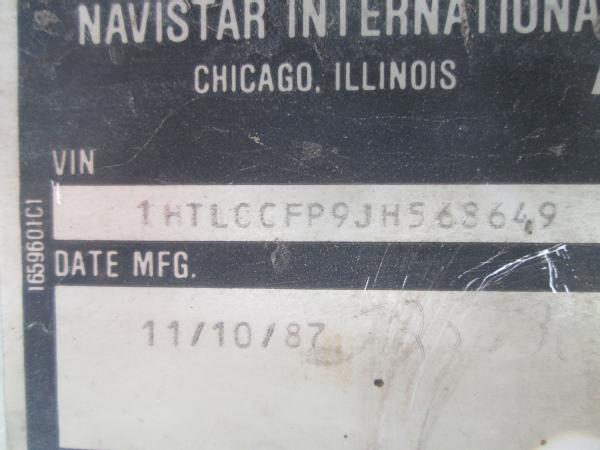 NAVISTAR INTERNATIONA
CHICAGO, ILLINOIS
VIN
1HTLCCFP9JH568649
1659601C1
DATE MFG.
11/10/87